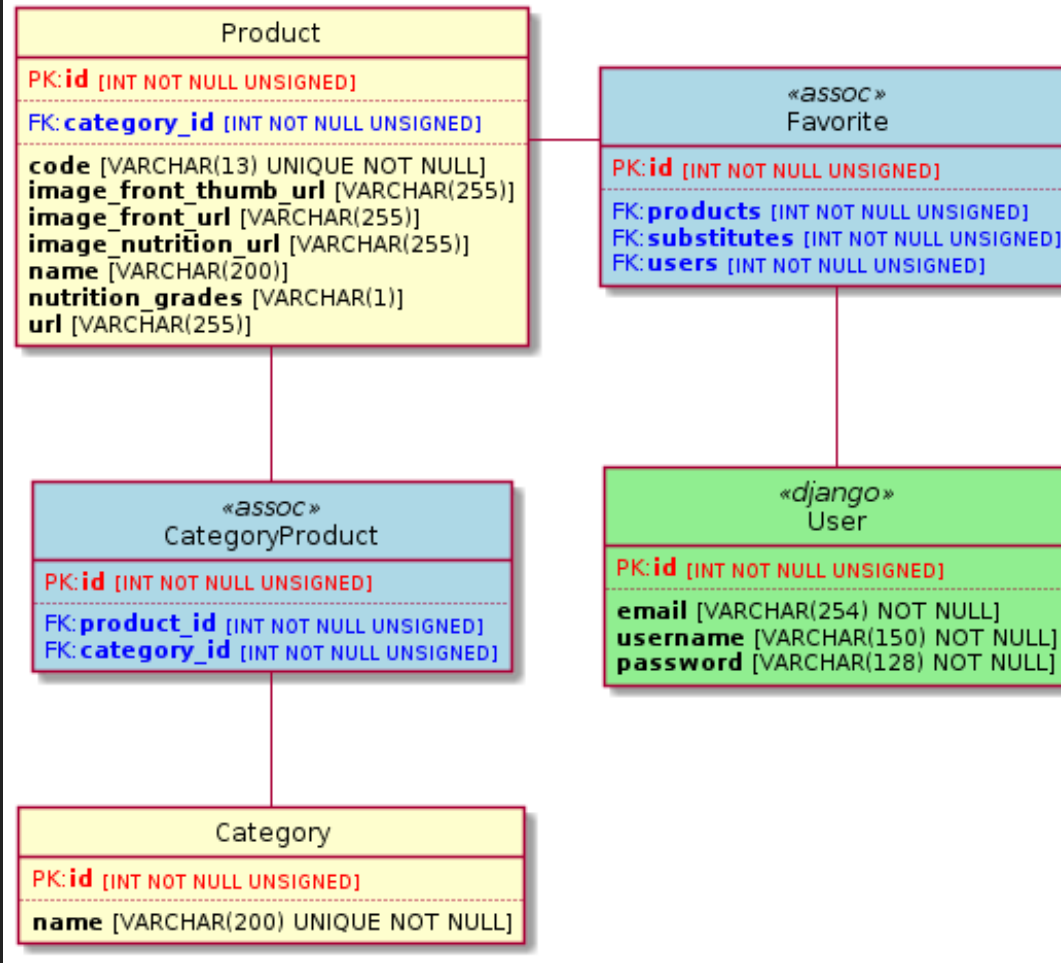 Product
PK:id [INT NOT NULL UNSIGNED]
FK:category_id [INT NOT NULL UNSIGNED]
code [VARCHAR(13) UNIQUE NOT NULL]
image_front_thumb_url [VARCHAR(255)]
image_front_url [VARCHAR(255)]
image_nutrition_url [VARCHAR(255)]
name [VARCHAR(200)]
nutrition_grades [VARCHAR(1)]
url [VARCHAR(255)]
«assoc»
Favorite
PK:id [INT NOT NULL UNSIGNED]
FK:products [INT NOT NULL UNSIGNED]
FK:substitutes [INT NOT NULL UNSIGNED]
FK:users [INT NOT NULL UNSIGNED]
«assoc»
CategoryProduct
PK:id [INT NOT NULL UNSIGNED]
FK:product_id [INT NOT NULL UNSIGNED]
FK:category_id [INT NOT NULL UNSIGNED]
«django»
User
PK:id [INT NOT NULL UNSIGNED]
email [VARCHAR(254) NOT NULL]
username [VARCHAR(150) NOT NULL]
password [VARCHAR(128) NOT NULL]
Category
PK:id [INT NOT NULL UNSIGNED]
name [VARCHAR(200) UNIQUE NOT NULL]